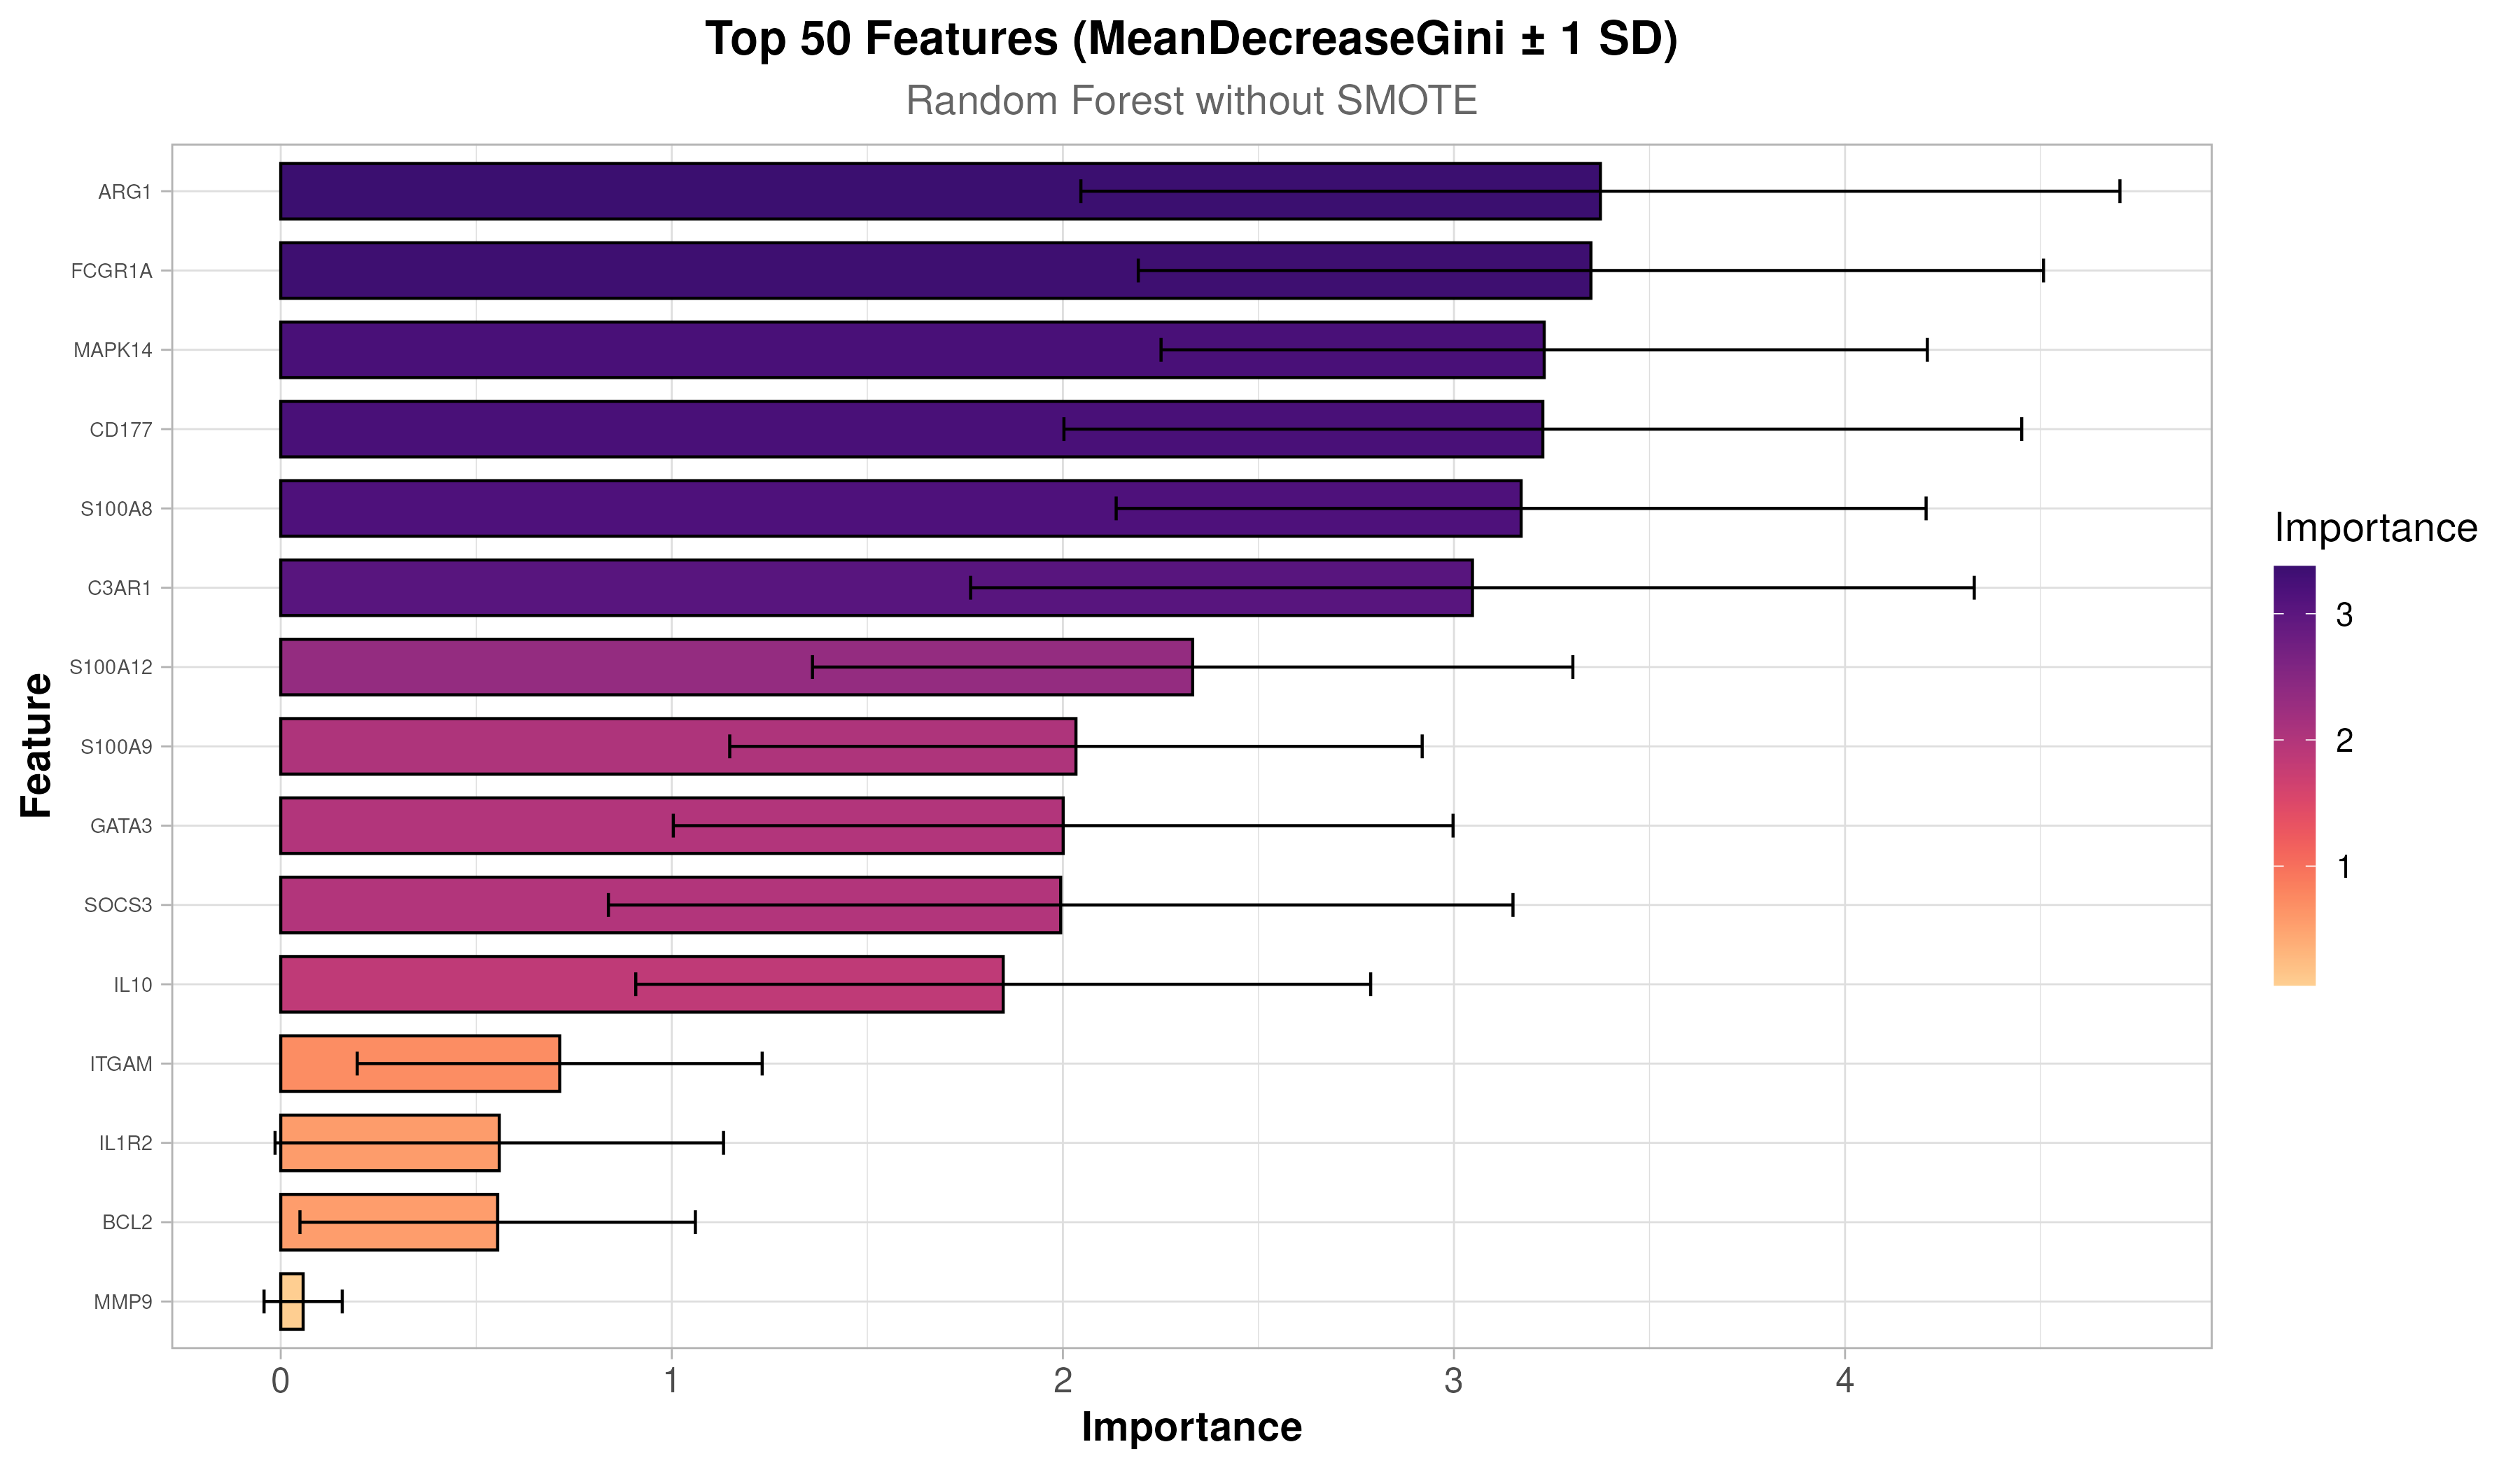 Top 50 Features (MeanDecreaseGini ± 1 SD)
Random Forest without SMOTE
Feature
ARG1
FCGR1A
MAPK14
CD177
S100A8
C3AR1
S100A12
S100A9
GATA3
SOCS3
IL10
ITGAM
IL1R2
BCL2
MMP9
0 1 2 3 4
Importance
Importance
3
2
1